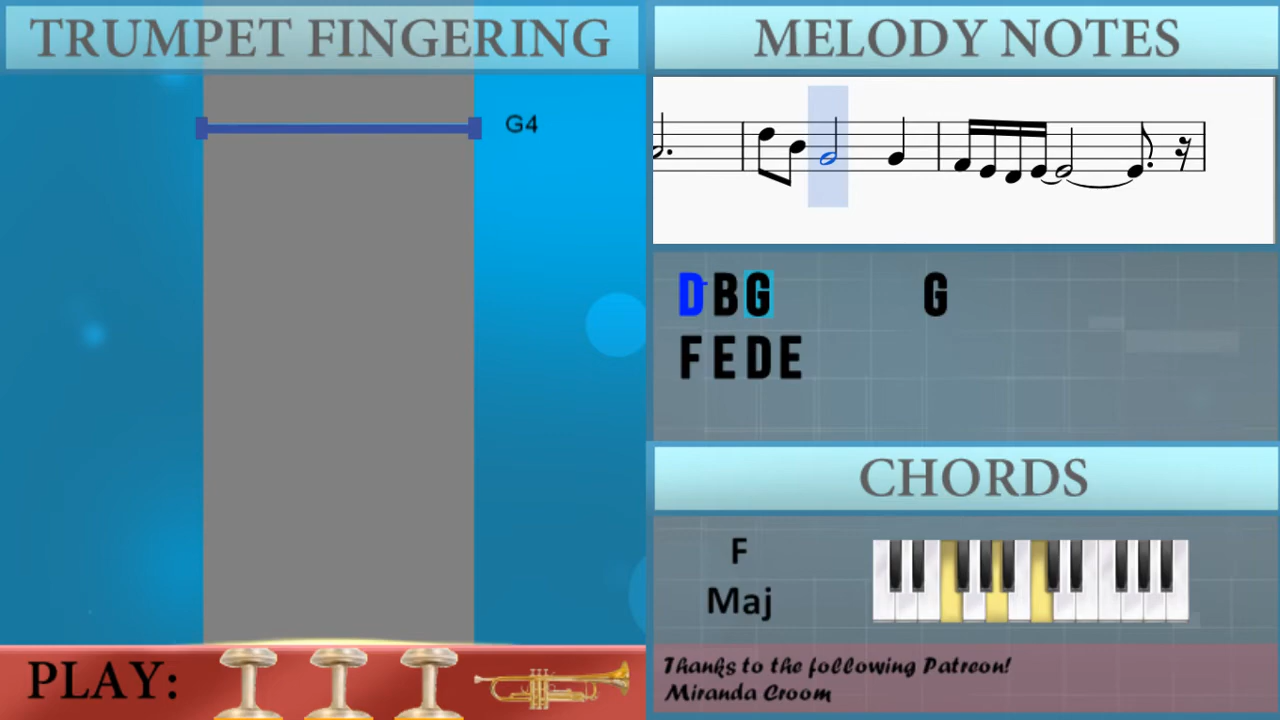 TRUMPET FINGERING
G4
PLAY:
MELODY NOTES
D B G G
F E D E
CHORDS
F
Maj
Thanks to the following Patreon!
Miranda Croom